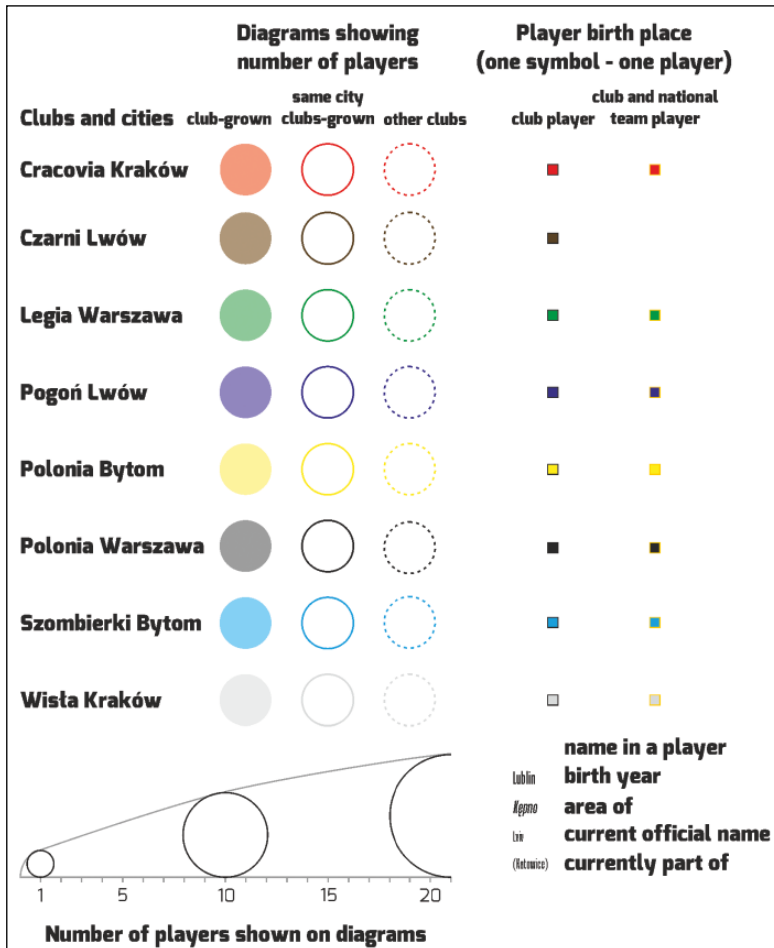 Diagrams showing
number of players
Player birth place
(one symbol - one player)
Clubs and cities
club-grown
same city
clubs-grown
other clubs
club player
club and national
team player
Cracovia Kraków
Czarni Lwów
Legia Warszawa
Pogoń Lwów
Polonia Bytom
Polonia Warszawa
Szombierki Bytom
Wisła Kraków
name in a player
Lublin birth year
Kępno area of
Lviv current official name
(Katowice) currently part of
1 5 10 15 20
Number of players shown on diagrams